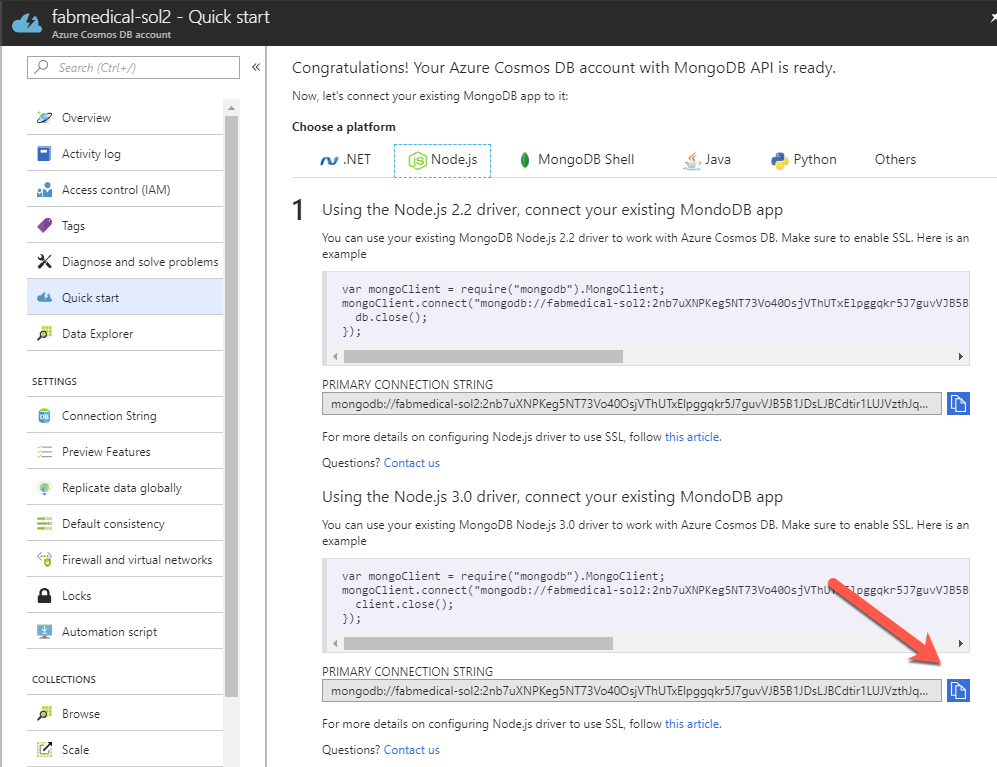 fabmedical-sol2 - Quick start
Azure Cosmos DB account
Search (Ctrl+/)
«
Overview
Activity log
Access control (IAM)
Tags
Diagnose and solve problems
Quick start
Data Explorer
SETTINGS
Connection String
Preview Features
Replicate data globally
Default consistency
Firewall and virtual networks
Locks
Automation script
COLLECTIONS
Browse
Scale
Congratulations! Your Azure Cosmos DB account with MongoDB API is ready.
Now, let's connect your existing MongoDB app to it:
Choose a platform
.NET
Node.js
MongoDB Shell
Java
Python
Others
1
Using the Node.js 2.2 driver, connect your existing MondoDB app
You can use your existing MongoDB Node.js 2.2 driver to work with Azure Cosmos DB. Make sure to enable SSL. Here is an
example
var mongoClient = require("mongodb").MongoClient;
mongoClient.connect("mongodb://fabmedical-sol2:2nb7uXNPKeg5NT73Vo40OsjVThUTxElpggqkr5J7guvVJB5B
db.close();
});
PRIMARY CONNECTION STRING
mongodb://fabmedical-sol2:2nb7uXNPKeg5NT73Vo40OsjVThUTxElpggqkr5J7guvVJB5B1JDsLJBCdtir1LUJVzthJq...
For more details on configuring Node.js driver to use SSL, follow this article.
Questions? Contact us
Using the Node.js 3.0 driver, connect your existing MondoDB app
You can use your existing MongoDB Node.js 3.0 driver to work with Azure Cosmos DB. Make sure to enable SSL. Here is an
example
var mongoClient = require("mongodb").MongoClient;
mongoClient.connect("mongodb://fabmedical-sol2:2nb7uXNPKeg5NT73Vo40OsjVThUTxElpggqkr5J7guvVJB5B
client.close();
});
PRIMARY CONNECTION STRING
mongodb://fabmedical-sol2:2nb7uXNPKeg5NT73Vo40OsjVThUTxElpggqkr5J7guvVJB5B1JDsLJBCdtir1LUJVzthJq...
For more details on configuring Node.js driver to use SSL, follow this article.
Questions? Contact us